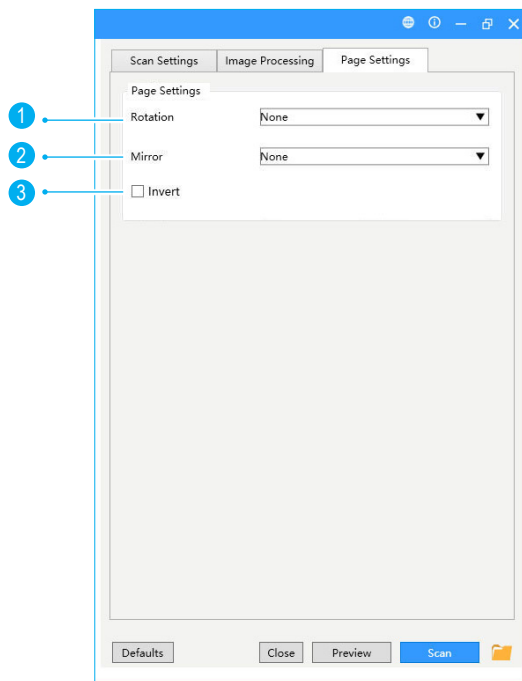 Scan Settings Image Processing Page Settings
Page Settings
1 Rotation None
2 Mirror None
3 Invert
Defaults Close Preview Scan